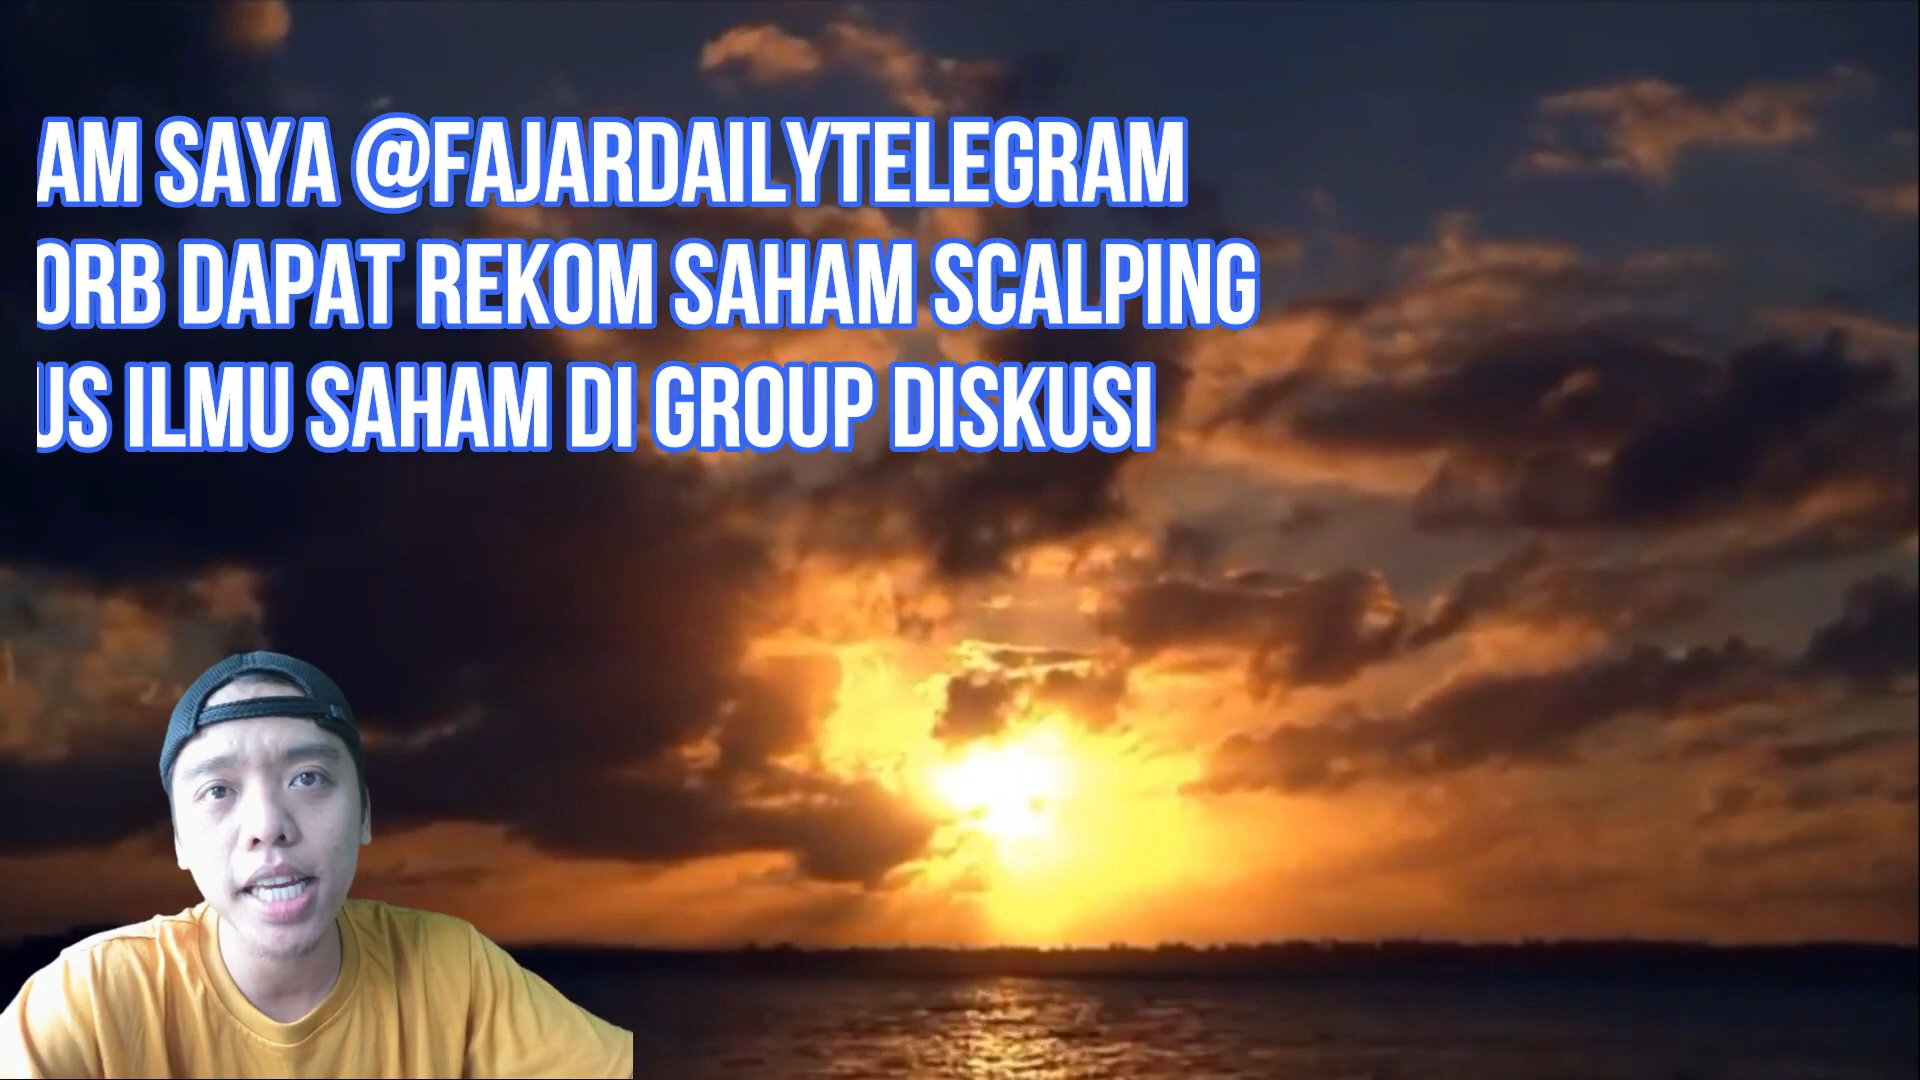 AM SAYA @FAJARDAILYTELEGRAM
ORB DAPAT REKOM SAHAM SCALPING
US ILMU SAHAM DI GROUP DISKUSI